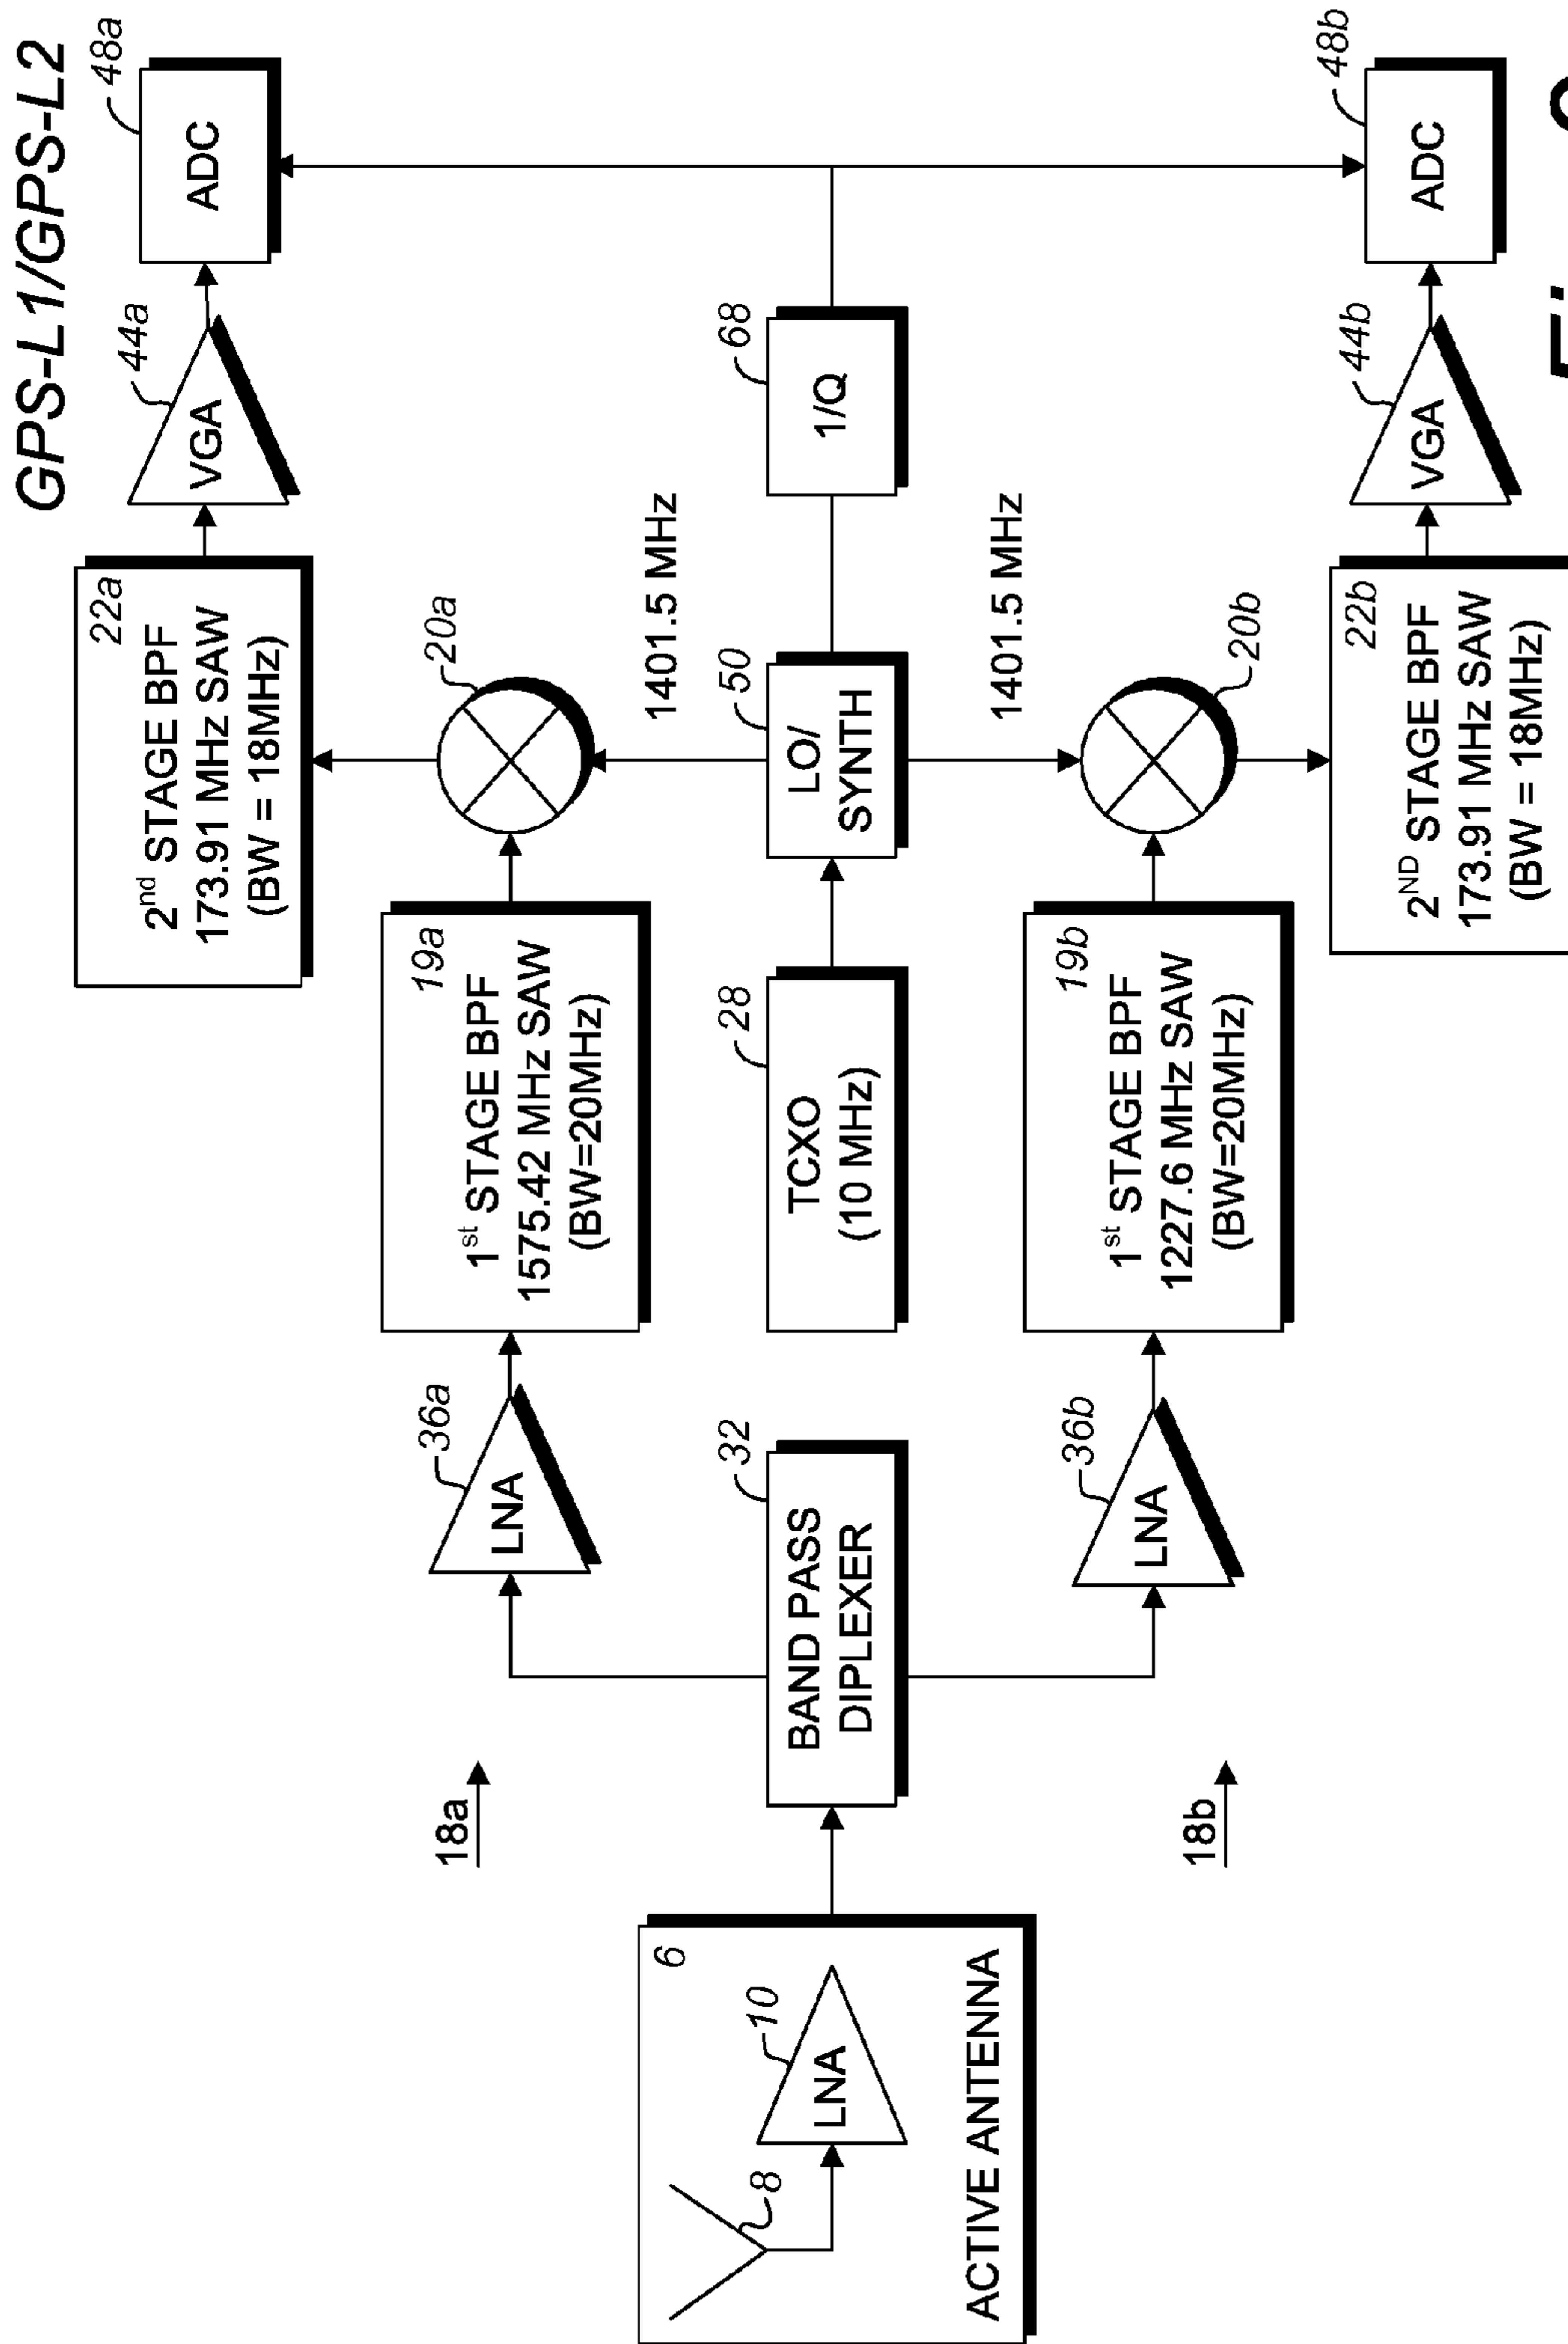 GPS-L1/GPS-L2
22a
2nd STAGE BPF
173.91 MHz SAW
(BW = 18MHz)
44a
VGA
48a
ADC
18a
36a
LNA
19a
1st STAGE BPF
1575.42 MHz SAW
(BW=20MHz)
20a
1401.5 MHz
6
8
10
LNA
ACTIVE ANTENNA
32
BAND PASS
DIPLEXER
28
TCXO
(10 MHz)
50
LO/
SYNTH
68
1/Q
1401.5 MHz
18b
36b
LNA
19b
1st STAGE BPF
1227.6 MHz SAW
(BW=20MHz)
20b
22b
2ND STAGE BPF
173.91 MHz SAW
(BW = 18MHz)
44b
VGA
48b
ADC